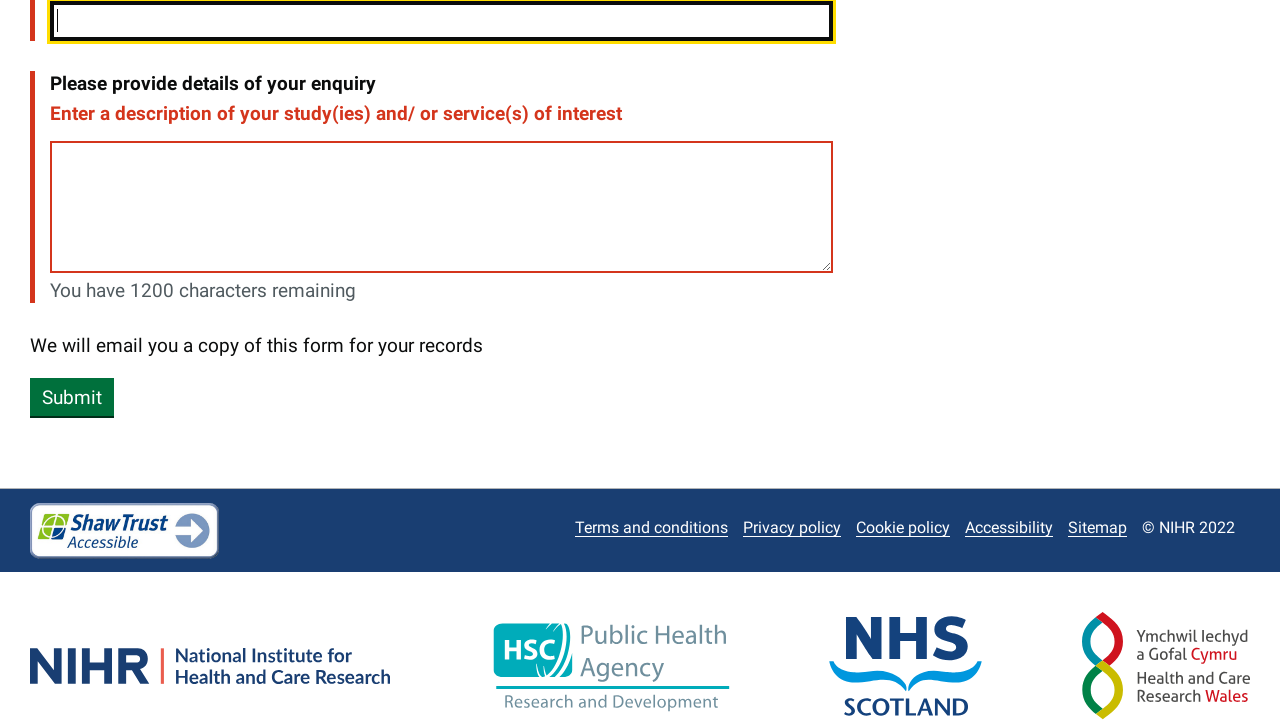 Please provide details of your enquiry
Enter a description of your study(ies) and/ or service(s) of interest
You have 1200 characters remaining
We will email you a copy of this form for your records
Submit
ShawTrust
Accessible
Terms and conditions Privacy policy Cookie policy Accessibility Sitemap © NIHR 2022
NIHR | National Institute for
Health and Care Research
HSC Public Health
Agency
Research and Development
NHS
SCOTLAND
Ymchwil Iechyd
a Gofal Cymru
Health and Care
Research Wales